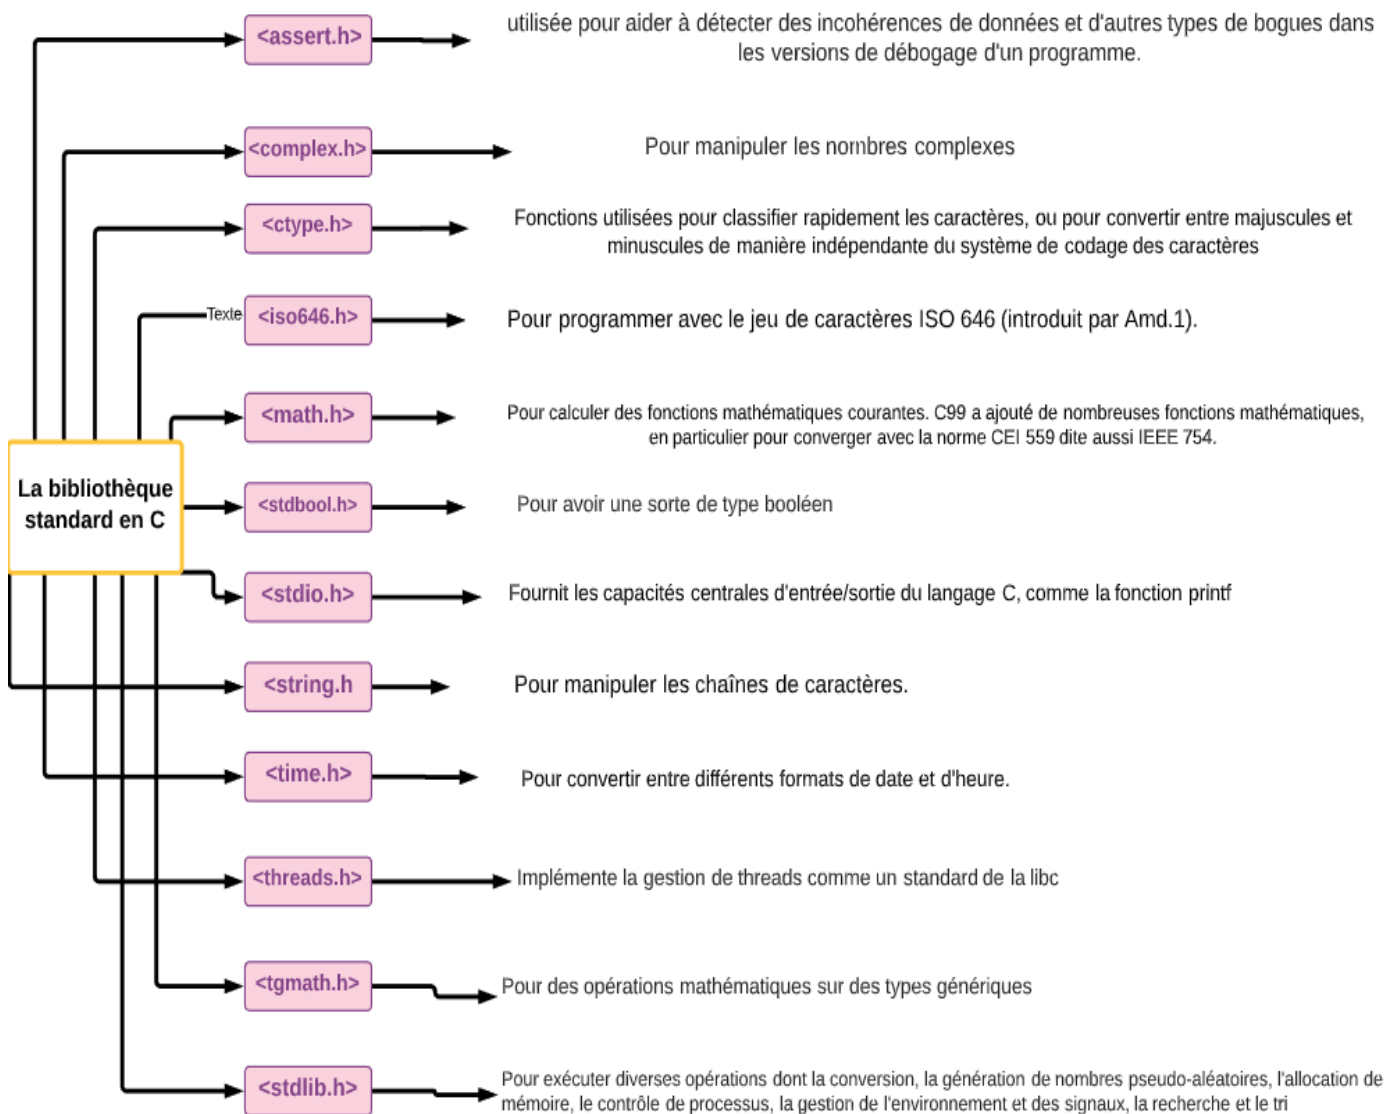 <assert.h>
utilisée pour aider à détecter des incohérences de données et d'autres types de bogues dans
les versions de débogage d'un programme.
<complex.h>
Pour manipuler les nombres complexes
<ctype.h>
Fonctions utilisées pour classifier rapidement les caractères, ou pour convertir entre majuscules et
minuscules de manière indépendante du système de codage des caractères
Texte
<iso646.h>
Pour programmer avec le jeu de caractères ISO 646 (introduit par Amd.1).
<math.h>
Pour calculer des fonctions mathématiques courantes. C99 a ajouté de nombreuses fonctions mathématiques,
en particulier pour converger avec la norme CEI 559 dite aussi IEEE 754.
La bibliothèque
standard en C
<stdbool.h>
Pour avoir une sorte de type booléen
<stdio.h>
Fournit les capacités centrales d'entrée/sortie du langage C, comme la fonction printf
<string.h
Pour manipuler les chaînes de caractères.
<time.h>
Pour convertir entre différents formats de date et d'heure.
<threads.h>
Implémente la gestion de threads comme un standard de la libc
<tgmath.h>
Pour des opérations mathématiques sur des types génériques
<stdlib.h>
Pour exécuter diverses opérations dont la conversion, la génération de nombres pseudo-aléatoires, l'allocation de
mémoire, le contrôle de processus, la gestion de l'environnement et des signaux, la recherche et le tri